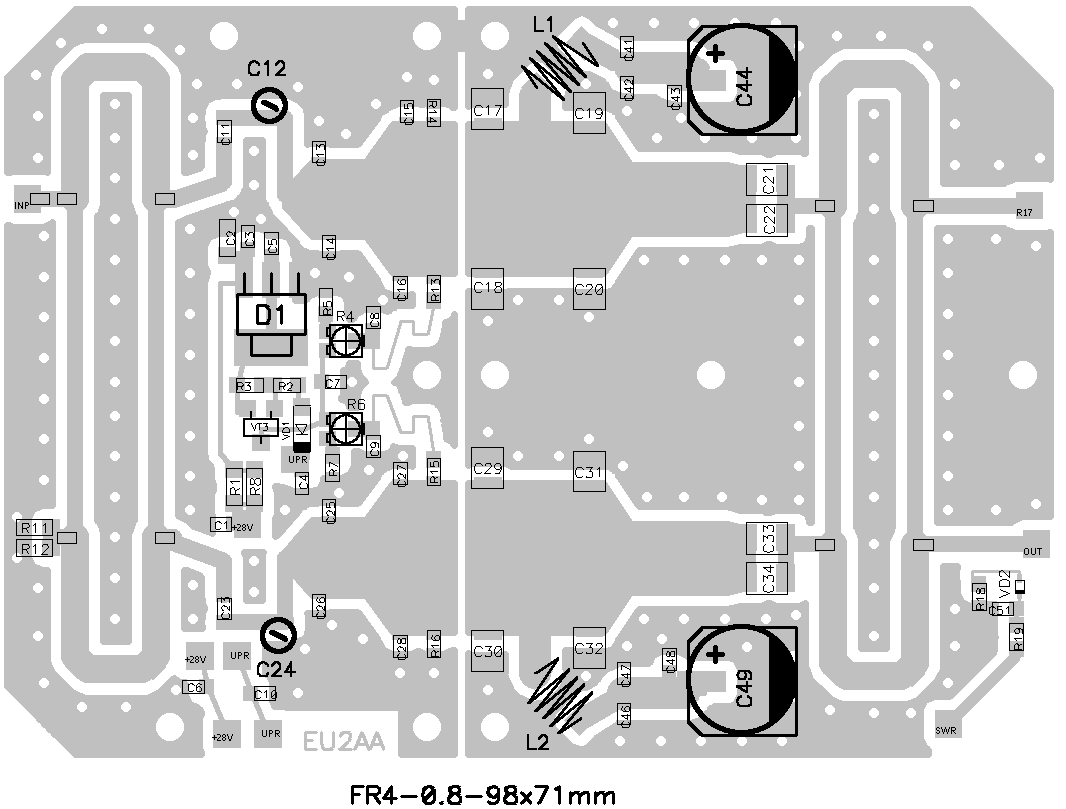 L1
C12
C41
C42
C43
C44
+
C15
R14
C17
C19
C11
C13
C21
C22
INP
R17
C2
C3
C5
C14
C16
R13
C18
C20
D1
R5
R4
C8
R3
R2
C7
VT3
VD1
R6
UPR
C9
R1
R8
C4
R7
C27
R15
C29
C31
C1
+28V
C25
C33
C34
R11
R12
OUT
R18
VD2
C51
R19
C23
C26
C24
C28
R16
C30
C32
+28V
UPR
C6
C10
C47
C48
C46
+
C49
L2
+28V
UPR
EU2AA
SWR
FR4-0.8-98x71mm